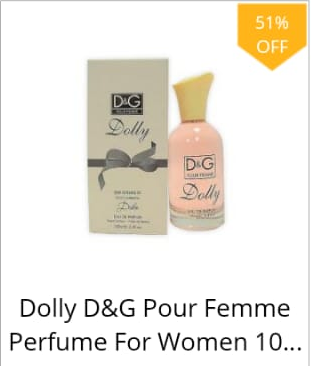 51%
OFF
D&G
Dolly
D&G
POUR FEMME
Dolly
Dolly D&G Pour Femme
Perfume For Women 10...